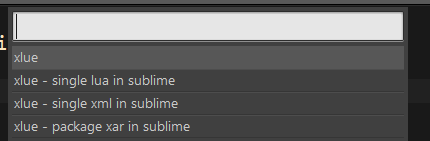 i
xlue
xlue - single lua in sublime
xlue - single xml in sublime
xlue - package xar in sublime